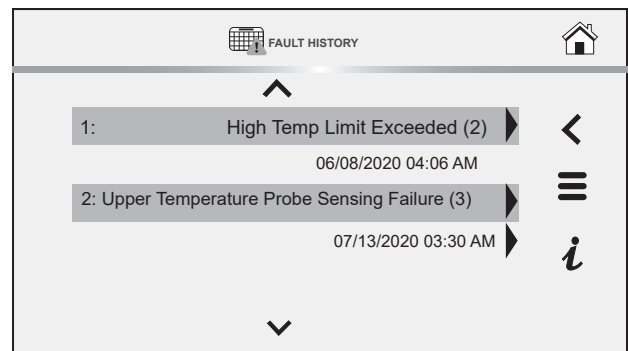 FAULT HISTORY
1: High Temp Limit Exceeded (2)
06/08/2020 04:06 AM
2: Upper Temperature Probe Sensing Failure (3)
07/13/2020 03:30 AM